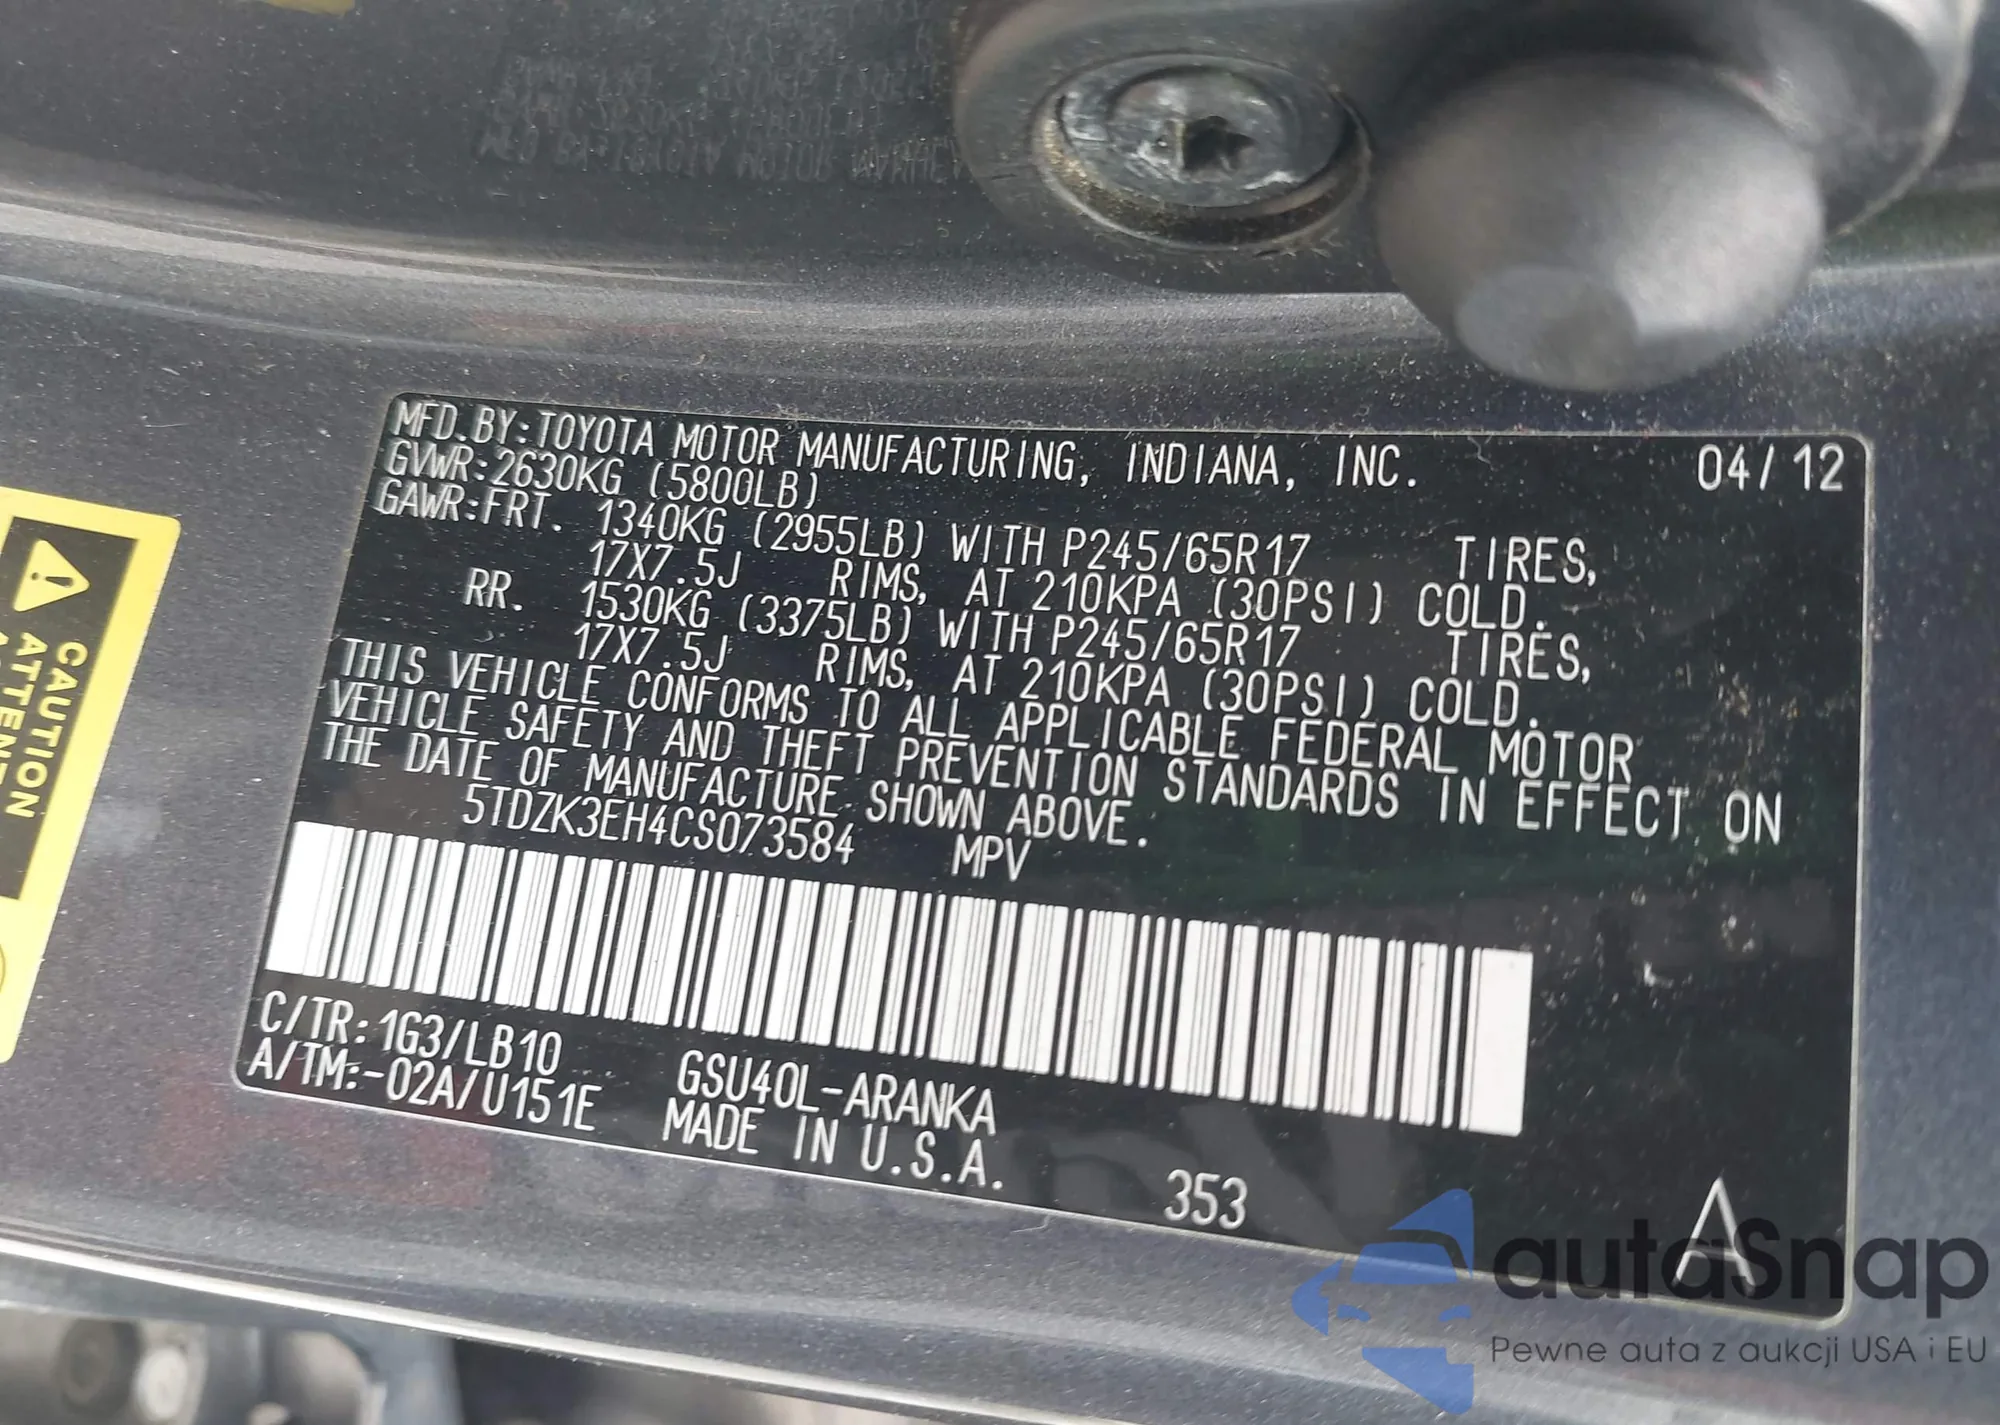 MFD.BY:TOYOTA MOTOR MANUFACTURING, INDIANA, INC. 04/12
GVWR:2630KG (5800LB)
GAWR:FRT. 1340KG (2955LB) WITH P245/65R17 TIRES,
17X7.5J RIMS, AT 210KPA (30PSI) COLD.
RR. 1530KG (3375LB) WITH P245/65R17 TIRES,
17X7.5J RIMS, AT 210KPA (30PSI) COLD.
THIS VEHICLE CONFORMS TO ALL APPLICABLE FEDERAL MOTOR
VEHICLE SAFETY AND THEFT PREVENTION STANDARDS IN EFFECT ON
THE DATE OF MANUFACTURE SHOWN ABOVE.
5TDZK3EH4CS073584 MPV
C/TR:1G3/LB10 GSU40L-ARANKA
A/TM:-02A/U151E MADE IN U.S.A.
353 A
CAUTION
autaSnap
Pewne auta z aukcji USA i EU